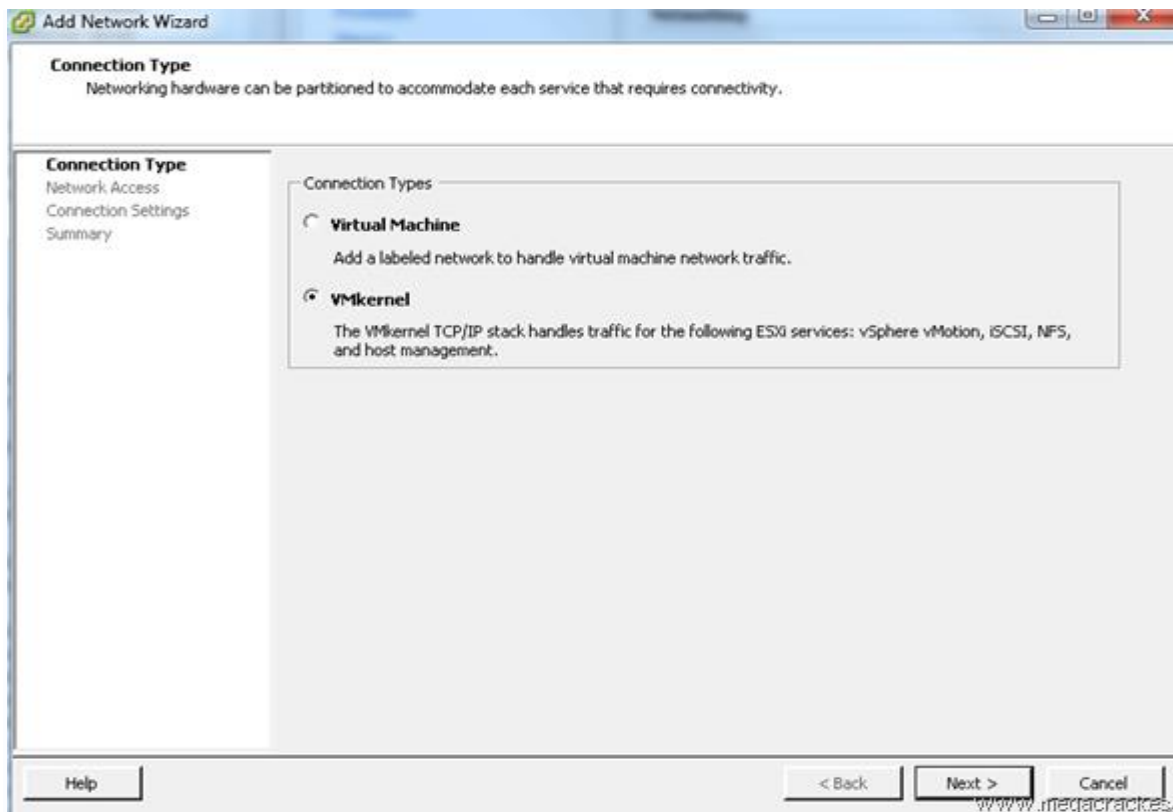 Add Network Wizard
Connection Type
Networking hardware can be partitioned to accommodate each service that requires connectivity.
Connection Type
Network Access
Connection Settings
Summary
Connection Types
Virtual Machine
Add a labeled network to handle virtual machine network traffic.
VMkernel
The VMkernel TCP/IP stack handles traffic for the following ESXi services: vSphere vMotion, iSCSI, NFS,
and host management.
Help
< Back
Next >
Cancel